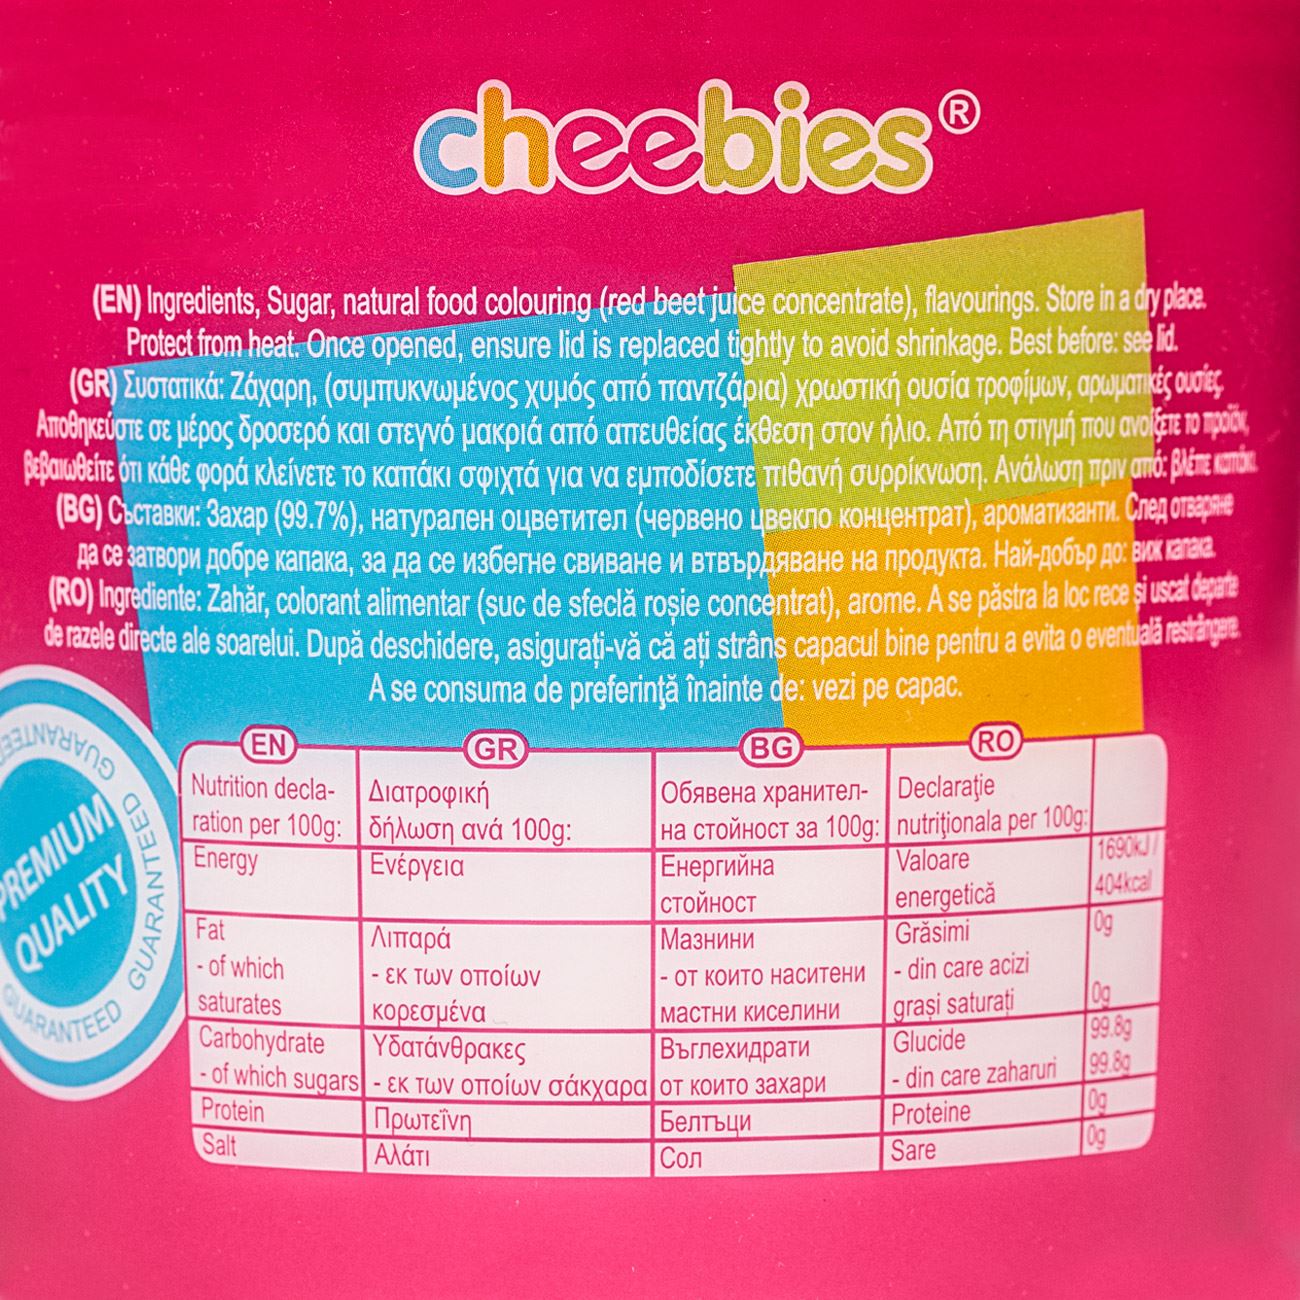 cheebies®
(EN) Ingredients, Sugar, natural food colouring (red beet juice concentrate), flavourings. Store in a dry place.
Protect from heat. Once opened, ensure lid is replaced tightly to avoid shrinkage. Best before: see lid.
(GR) Συστατικά: Ζάχαρη, (συμπυκνωμένος χυμός από παντζάρια) χρωστική ουσία τροφίμων, αρωματικές ουσίες.
Αποθηκεύστε σε μέρος δροσερό και στεγνό μακριά από απευθείας έκθεση στον ήλιο. Από τη στιγμή που ανοίξετε το προϊόν,
βεβαιωθείτε ότι κάθε φορά κλείνετε το καπάκι σφιχτά για να εμποδίσετε πιθανή συρρίκνωση. Ανάλωση πριν από: βλέπε καπάκι.
(BG) Съставки: Захар (99.7%), натурален оцветител (червено цвекло концентрат), ароматизанти. След отваряне
да се затвори добре капака, за да се избегне свиване и втвърдяване на продукта. Най-добър до: виж капака.
(RO) Ingrediente: Zahăr, colorant alimentar (suc de sfeclă roșie concentrat), arome. A se păstra la loc rece și uscat departe
de razele directe ale soarelui. După deschidere, asigurați-vă că ați strâns capacul bine pentru a evita o eventuală restrângere.
A se consuma de preferinţă înainte de: vezi pe capac.
EN GR BG RO
Nutrition decla- Διατροφική Обявена хранител- Declaraţie
ration per 100g: δήλωση ανά 100g: на стойност за 100g: nutriţionala per 100g:
Energy Ενέργεια Енергийна Valoare 1690kJ /
стойност energetică 404kcal
Fat Λιπαρά Мазнини Grăsimi 0g
- of which - εκ των οποίων - от които наситени - din care acizi
saturates κορεσμένα мастни киселини grași saturați 0g
Carbohydrate Υδατάνθρακες Въглехидрати Glucide 99.8g
- of which sugars - εκ των οποίων σάκχαρα от които захари - din care zaharuri 99.8g
Protein Πρωτεΐνη Белтъци Proteine 0g
Salt Αλάτι Сол Sare 0g
PREMIUM
QUALITY
GUARANTEED
GUARANTEED
GUARANTEED